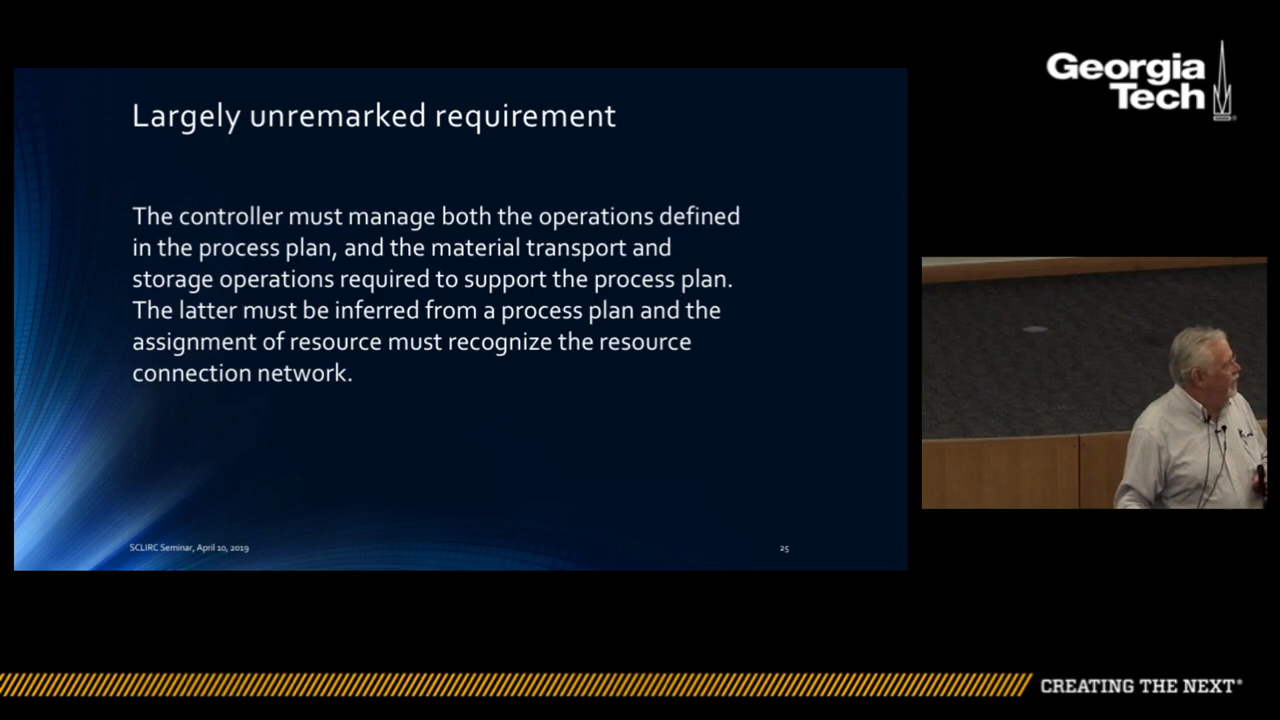 Georgia
Tech
Largely unremarked requirement
The controller must manage both the operations defined
in the process plan, and the material transport and
storage operations required to support the process plan.
The latter must be inferred from a process plan and the
assignment of resource must recognize the resource
connection network.
SCLIRC Seminar, April 10, 2019
25
CREATING THE NEXT®